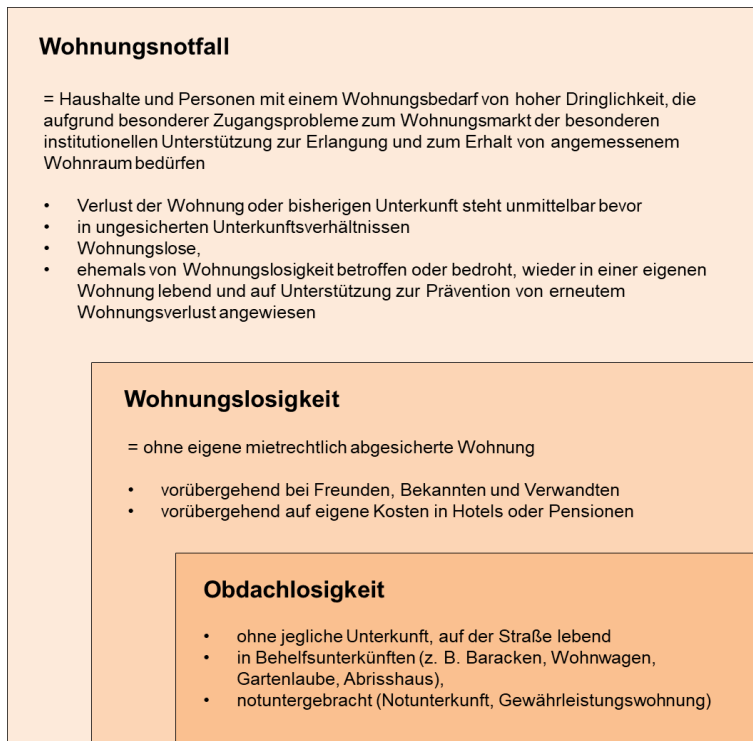 Wohnungsnotfall
= Haushalte und Personen mit einem Wohnungsbedarf von hoher Dringlichkeit, die
aufgrund besonderer Zugangsprobleme zum Wohnungsmarkt der besonderen
institutionellen Unterstützung zur Erlangung und zum Erhalt von angemessenem
Wohnraum bedürfen
• Verlust der Wohnung oder bisherigen Unterkunft steht unmittelbar bevor
• in ungesicherten Unterkunftsverhältnissen
• Wohnungslose,
• ehemals von Wohnungslosigkeit betroffen oder bedroht, wieder in einer eigenen
Wohnung lebend und auf Unterstützung zur Prävention von erneutem
Wohnungsverlust angewiesen
Wohnungslosigkeit
= ohne eigene mietrechtlich abgesicherte Wohnung
• vorübergehend bei Freunden, Bekannten und Verwandten
• vorübergehend auf eigene Kosten in Hotels oder Pensionen
Obdachlosigkeit
• ohne jegliche Unterkunft, auf der Straße lebend
• in Behelfsunterkünften (z. B. Baracken, Wohnwagen,
Gartenlaube, Abrisshaus),
• notuntergebracht (Notunterkunft, Gewährleistungswohnung)